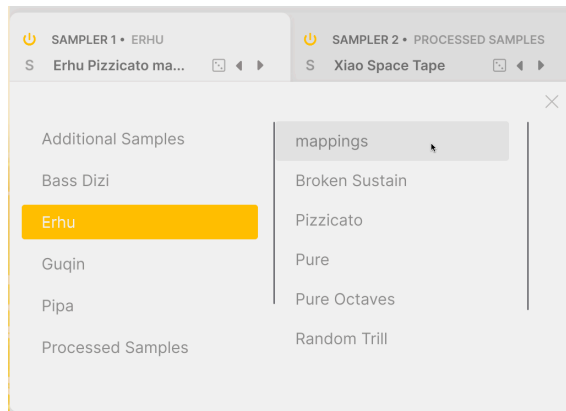 SAMPLER 1 • ERHU
S Erhu Pizzicato ma...
SAMPLER 2 • PROCESSED SAMPLES
S Xiao Space Tape
Additional Samples
Bass Dizi
Erhu
Guqin
Pipa
Processed Samples
mappings
Broken Sustain
Pizzicato
Pure
Pure Octaves
Random Trill